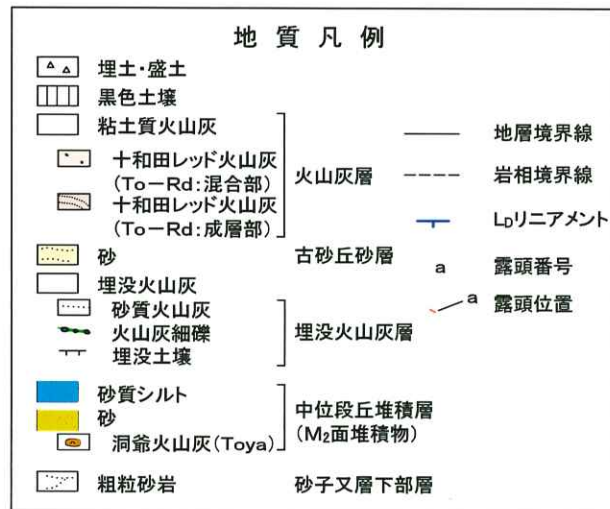 地質凡例
埋土・盛土
黒色土壌
粘土質火山灰
十和田レッド火山灰
(To-Rd:混合部)
十和田レッド火山灰
(To-Rd:成層部)
火山灰層
砂
古砂丘砂層
埋没火山灰
砂質火山灰
火山灰細礫
埋没土壌
埋没火山灰層
砂質シルト
砂
洞爺火山灰(Toya)
中位段丘堆積層
(M2面堆積物)
粗粒砂岩
砂子又層下部層
地層境界線
岩相境界線
LDリニアメント
a
露頭番号
a
露頭位置